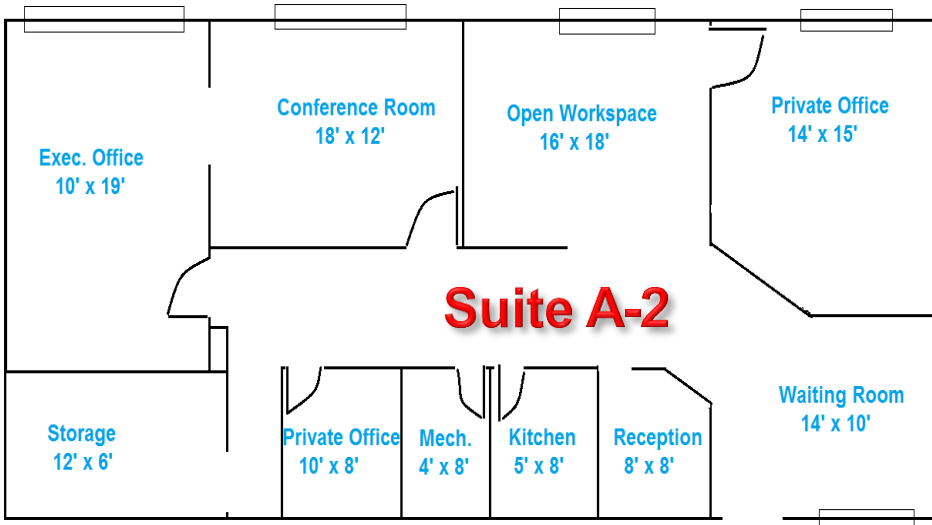 Conference Room
18' x 12'
Open Workspace
16' x 18'
Private Office
14' x 15'
Exec. Office
10' x 19'
Suite A-2
Waiting Room
14' x 10'
Storage
12' x 6'
Private Office
10' x 8'
Mech.
4' x 8'
Kitchen
5' x 8'
Reception
8' x 8'